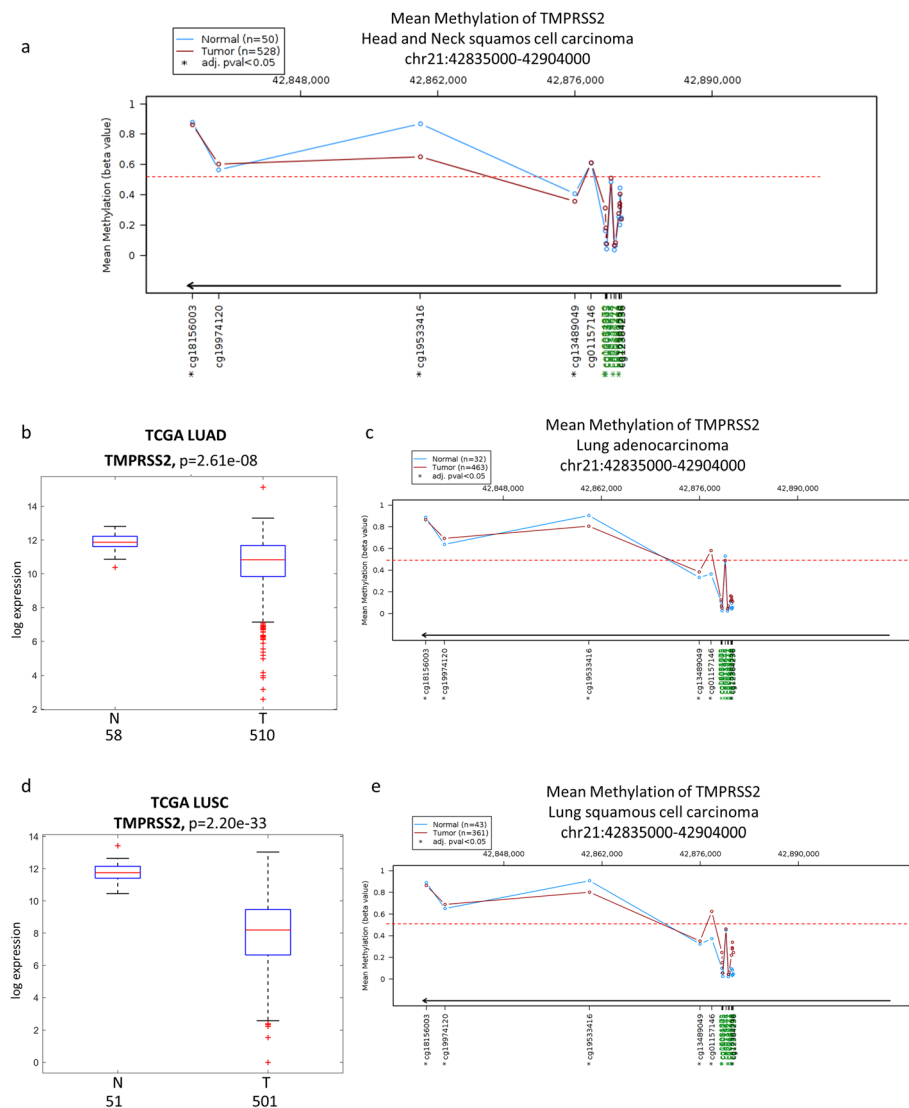 a
Mean Methylation of TMPRSS2
Head and Neck squamos cell carcinoma
chr21:42835000-42904000
Normal (n=50)
Tumor (n=528)
* adj. pval<0.05
42,848,000 42,862,000 42,876,000 42,890,000
Mean Methylation (beta value)
1
0.8
0.6
0.4
0.2
0
* cg18156003
cg19974120
* cg19533416
* cg13489049
cg01157146
b
TCGA LUAD
TMPRSS2, p=2.61e-08
log expression
14
12
10
8
6
4
2
N T
58 510
c
Mean Methylation of TMPRSS2
Lung adenocarcinoma
chr21:42835000-42904000
Normal (n=32)
Tumor (n=463)
* adj. pval<0.05
42,848,000 42,862,000 42,876,000 42,890,000
Mean Methylation (beta value)
1
0.8
0.6
0.4
0.2
0
* cg18156003
* cg19974120
* cg19533416
* cg13489049
* cg01157146
d
TCGA LUSC
TMPRSS2, p=2.20e-33
log expression
14
12
10
8
6
4
2
0
N T
51 501
e
Mean Methylation of TMPRSS2
Lung squamous cell carcinoma
chr21:42835000-42904000
Normal (n=43)
Tumor (n=361)
* adj. pval<0.05
42,848,000 42,862,000 42,876,000 42,890,000
Mean Methylation (beta value)
1
0.8
0.6
0.4
0.2
0
* cg18156003
* cg19974120
* cg19533416
* cg13489049
* cg01157146